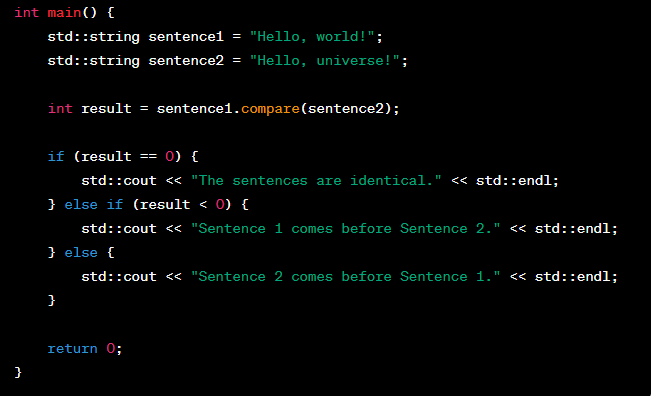 int main() {
    std::string sentence1 = "Hello, world!";
    std::string sentence2 = "Hello, universe!";

    int result = sentence1.compare(sentence2);

    if (result == 0) {
        std::cout << "The sentences are identical." << std::endl;
    } else if (result < 0) {
        std::cout << "Sentence 1 comes before Sentence 2." << std::endl;
    } else {
        std::cout << "Sentence 2 comes before Sentence 1." << std::endl;
    }

    return 0;
}